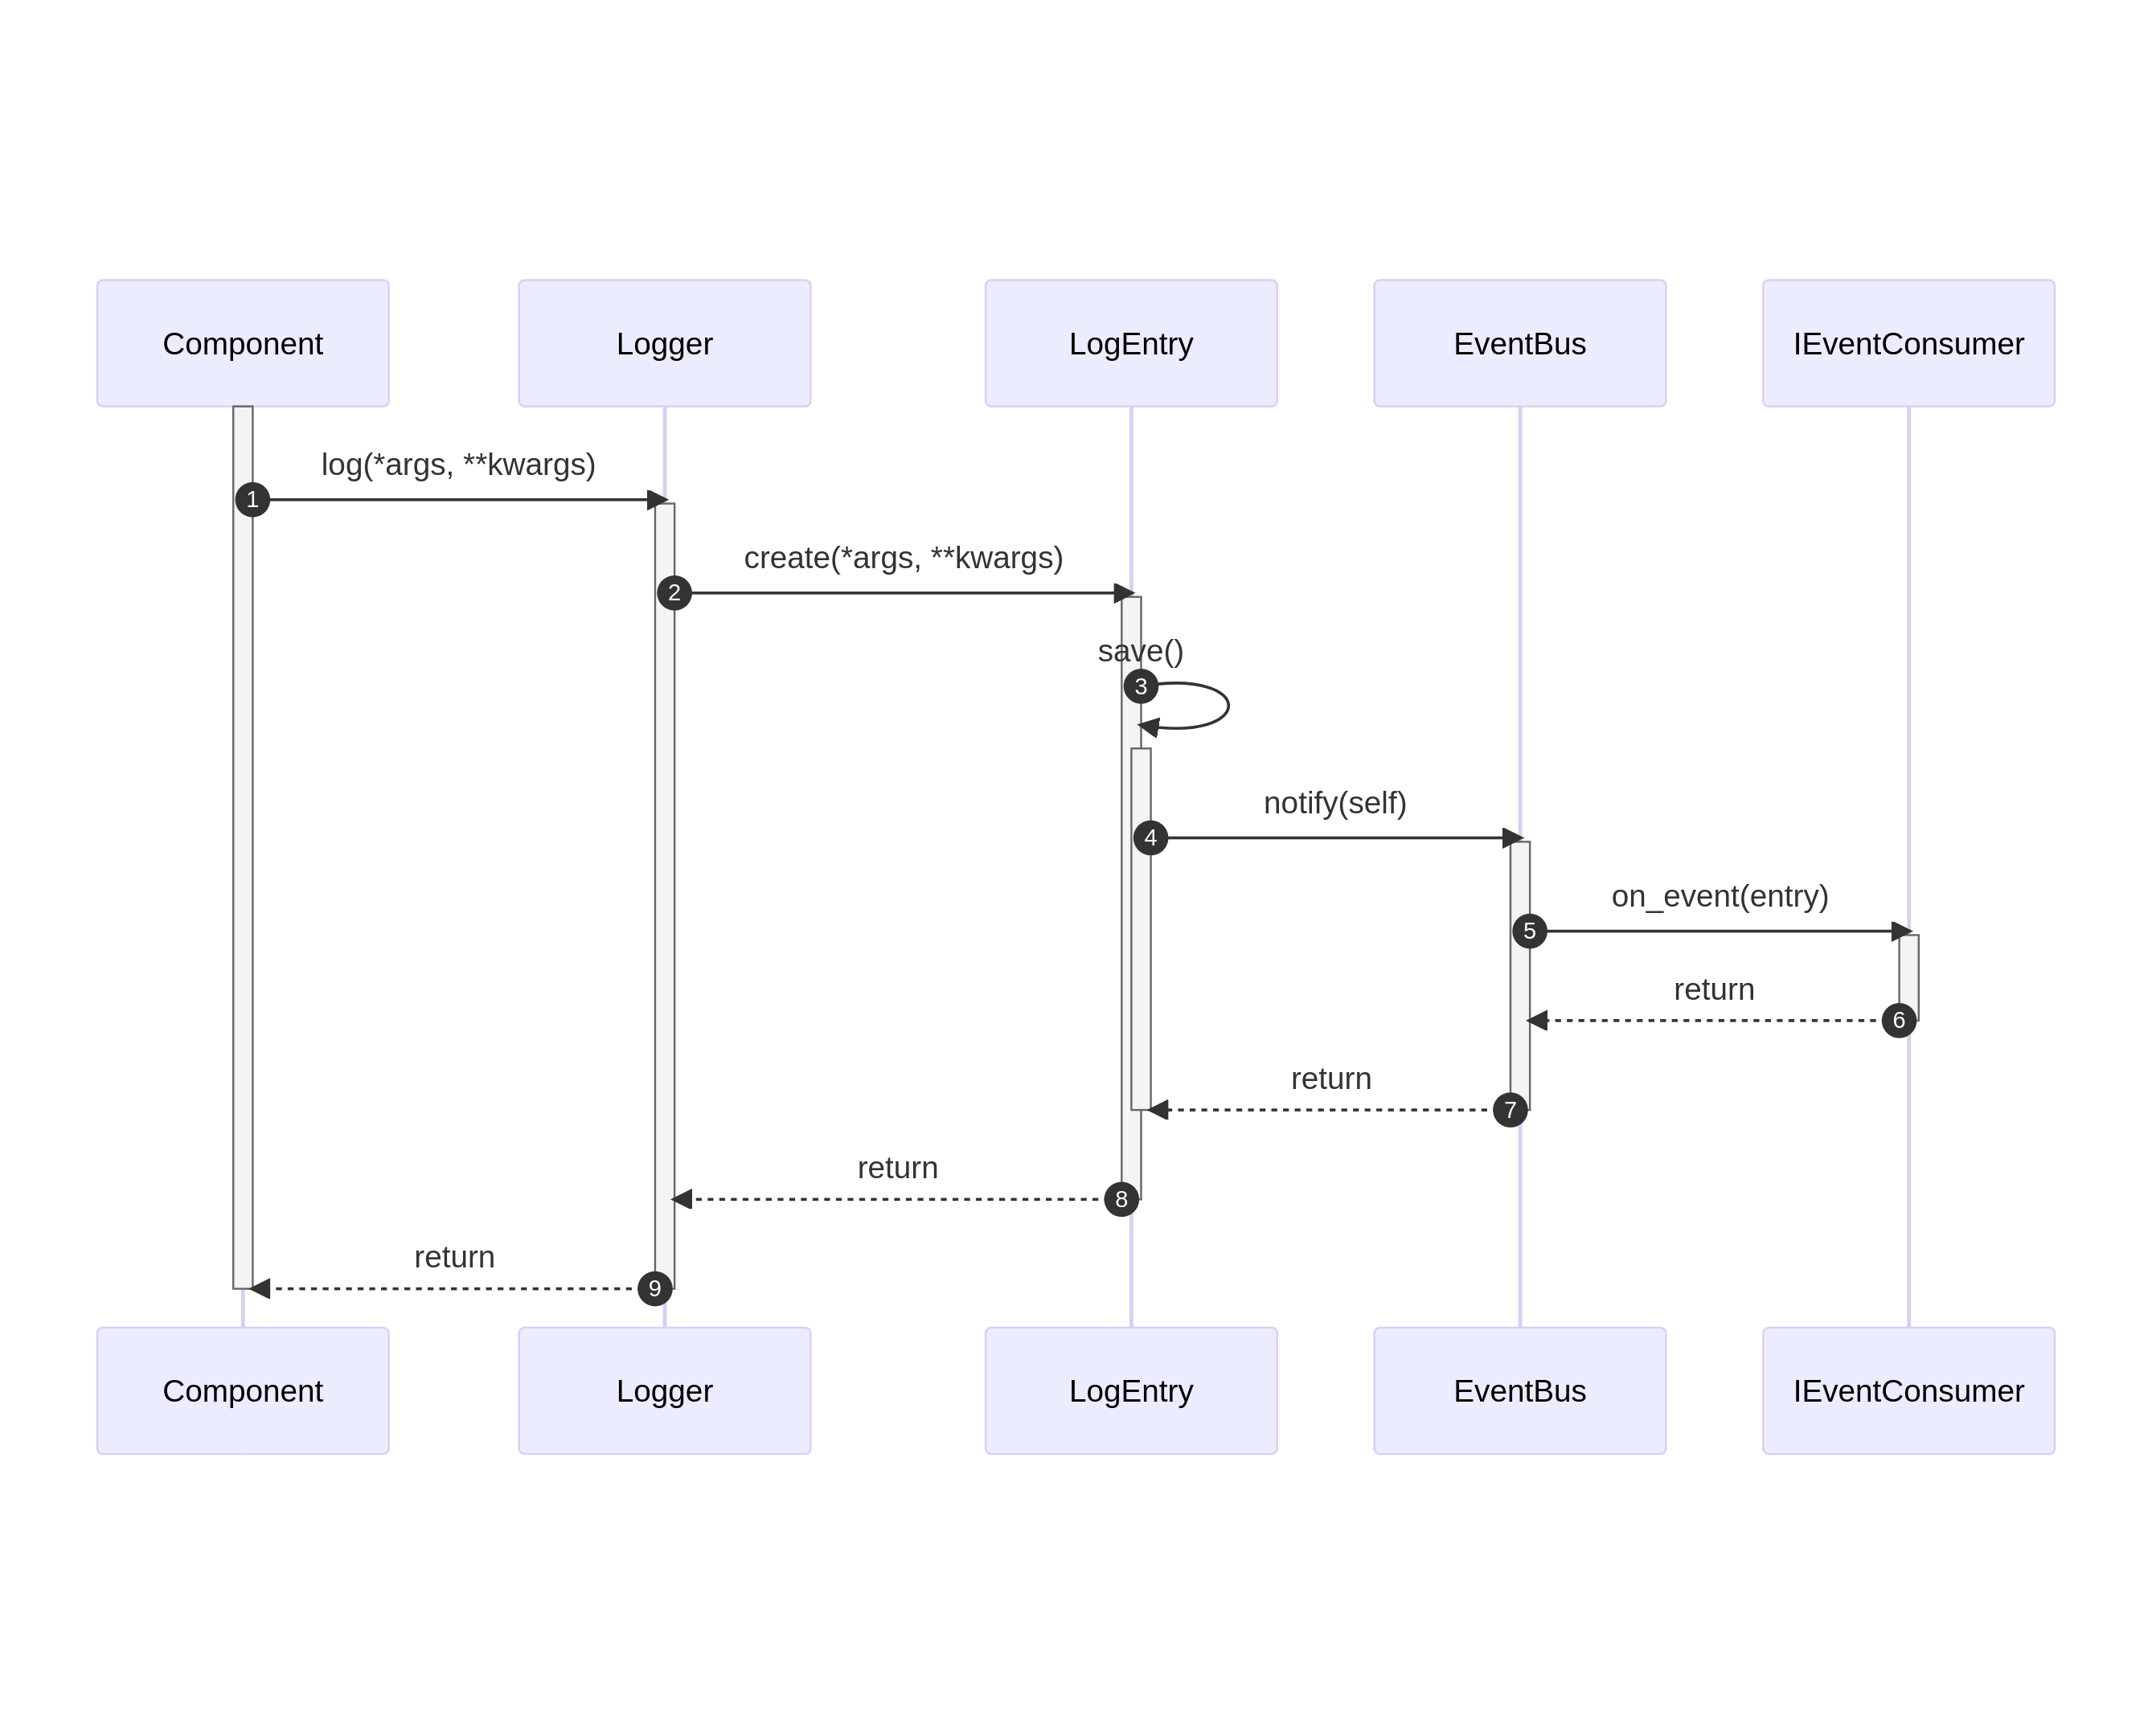 Component
Logger
LogEntry
EventBus
IEventConsumer
log(*args, **kwargs)
1
create(*args, **kwargs)
2
save()
3
notify(self)
4
on_event(entry)
5
return
6
return
7
return
8
return
9
Component
Logger
LogEntry
EventBus
IEventConsumer